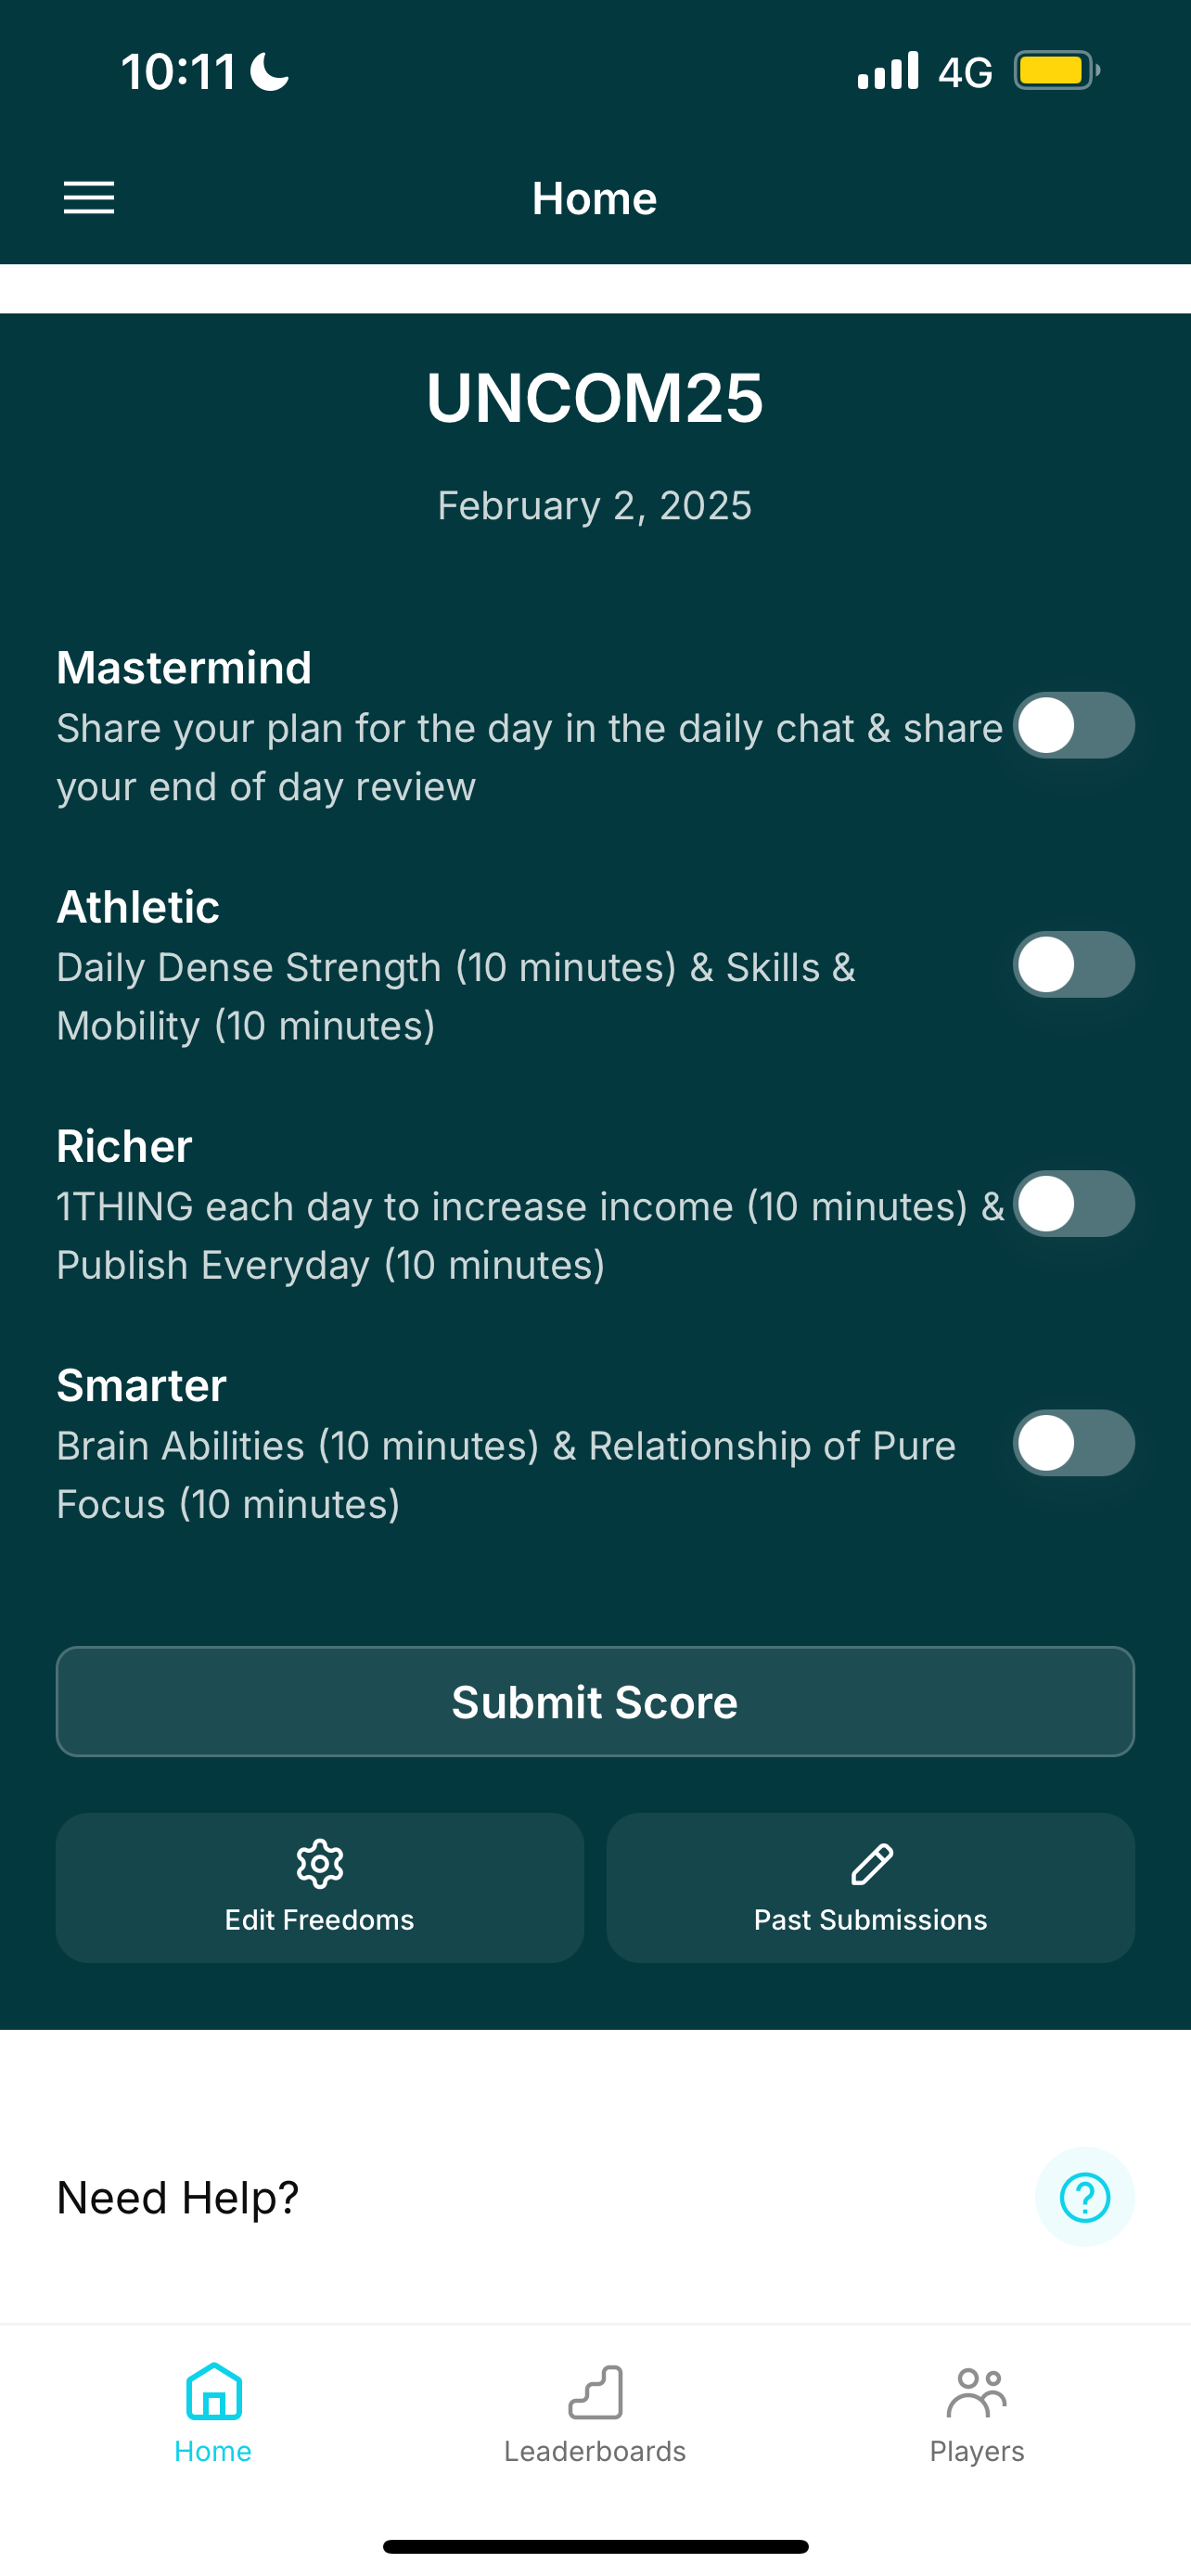 10:11
4G
Home
UNCOM25
February 2, 2025
Mastermind
Share your plan for the day in the daily chat & share
your end of day review
Athletic
Daily Dense Strength (10 minutes) & Skills &
Mobility (10 minutes)
Richer
1THING each day to increase income (10 minutes) &
Publish Everyday (10 minutes)
Smarter
Brain Abilities (10 minutes) & Relationship of Pure
Focus (10 minutes)
Submit Score
Edit Freedoms
Past Submissions
Need Help?
Home
Leaderboards
Players